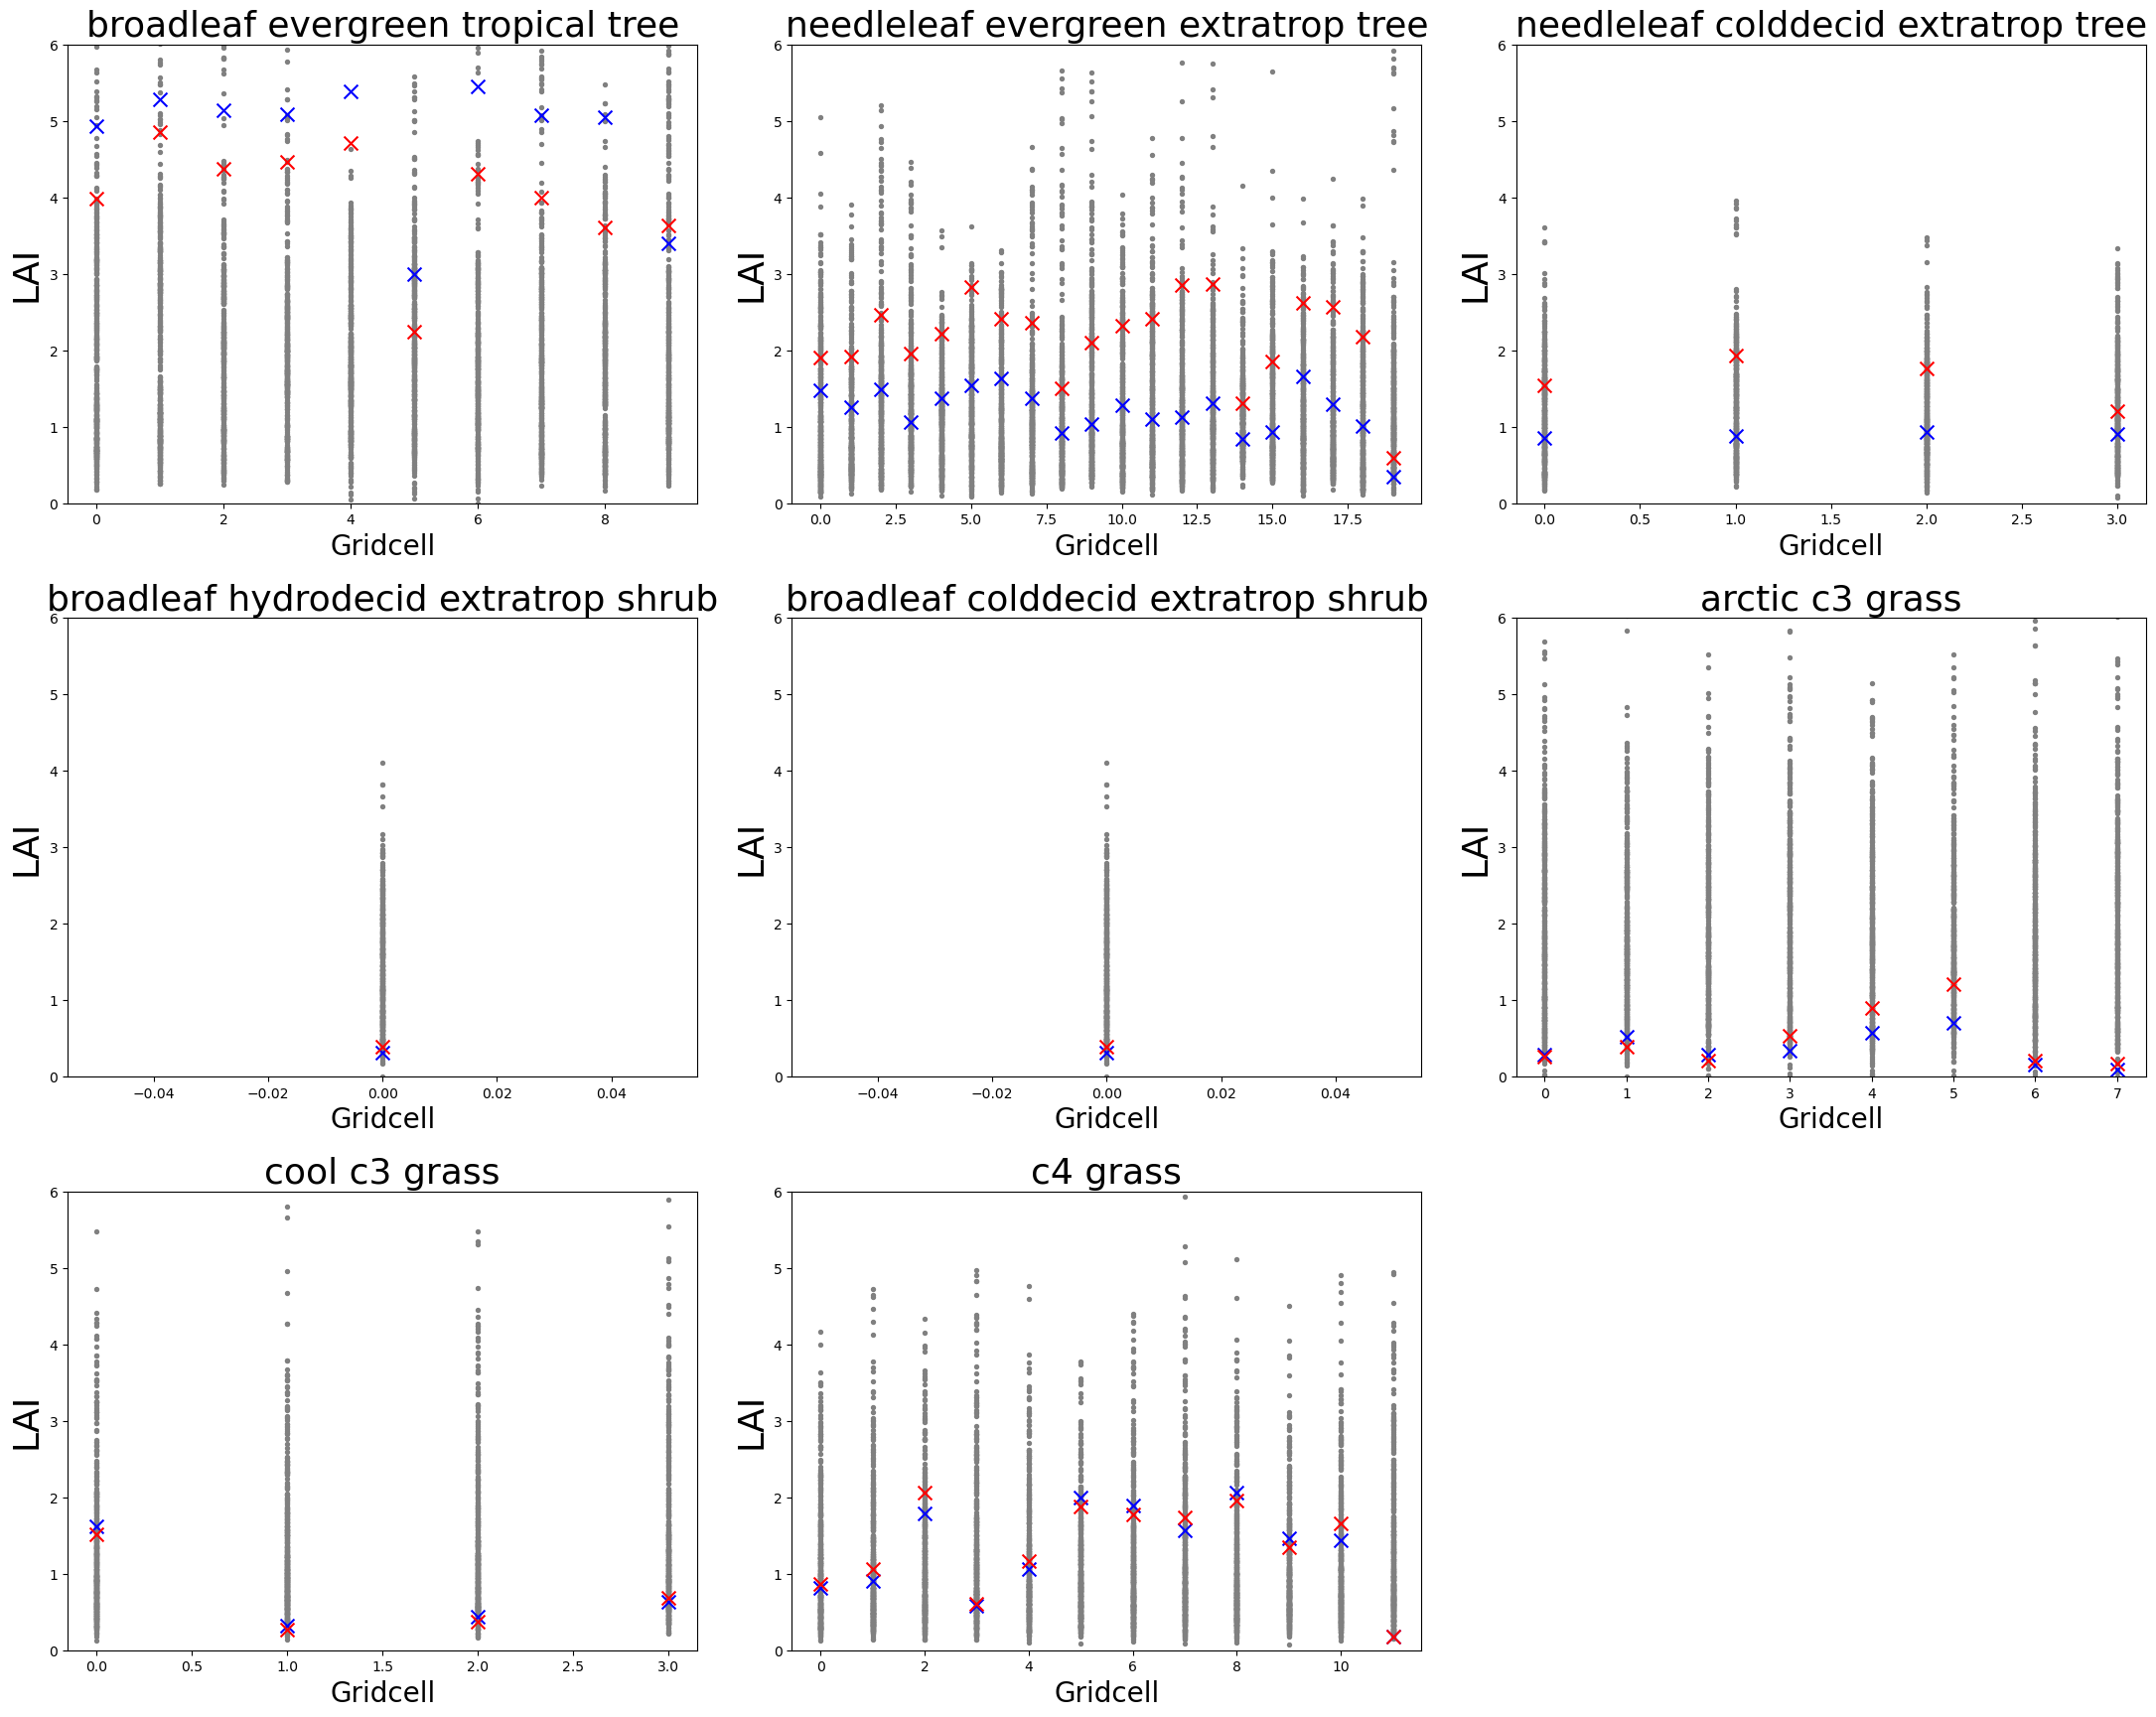 broadleaf evergreen tropical tree
6
5
4
3
2
1
0
LAI
0 2 4 6 8
Gridcell
needleleaf evergreen extratrop tree
6
5
4
3
2
1
0
LAI
0.0 2.5 5.0 7.5 10.0 12.5 15.0 17.5
Gridcell
needleleaf colddecid extratrop tree
6
5
4
3
2
1
0
LAI
0.0 0.5 1.0 1.5 2.0 2.5 3.0
Gridcell
broadleaf hydrodecid extratrop shrub
6
5
4
3
2
1
0
LAI
−0.04 −0.02 0.00 0.02 0.04
Gridcell
broadleaf colddecid extratrop shrub
6
5
4
3
2
1
0
LAI
−0.04 −0.02 0.00 0.02 0.04
Gridcell
arctic c3 grass
6
5
4
3
2
1
0
LAI
0 1 2 3 4 5 6 7
Gridcell
cool c3 grass
6
5
4
3
2
1
0
LAI
0.0 0.5 1.0 1.5 2.0 2.5 3.0
Gridcell
c4 grass
6
5
4
3
2
1
0
LAI
0 2 4 6 8 10
Gridcell